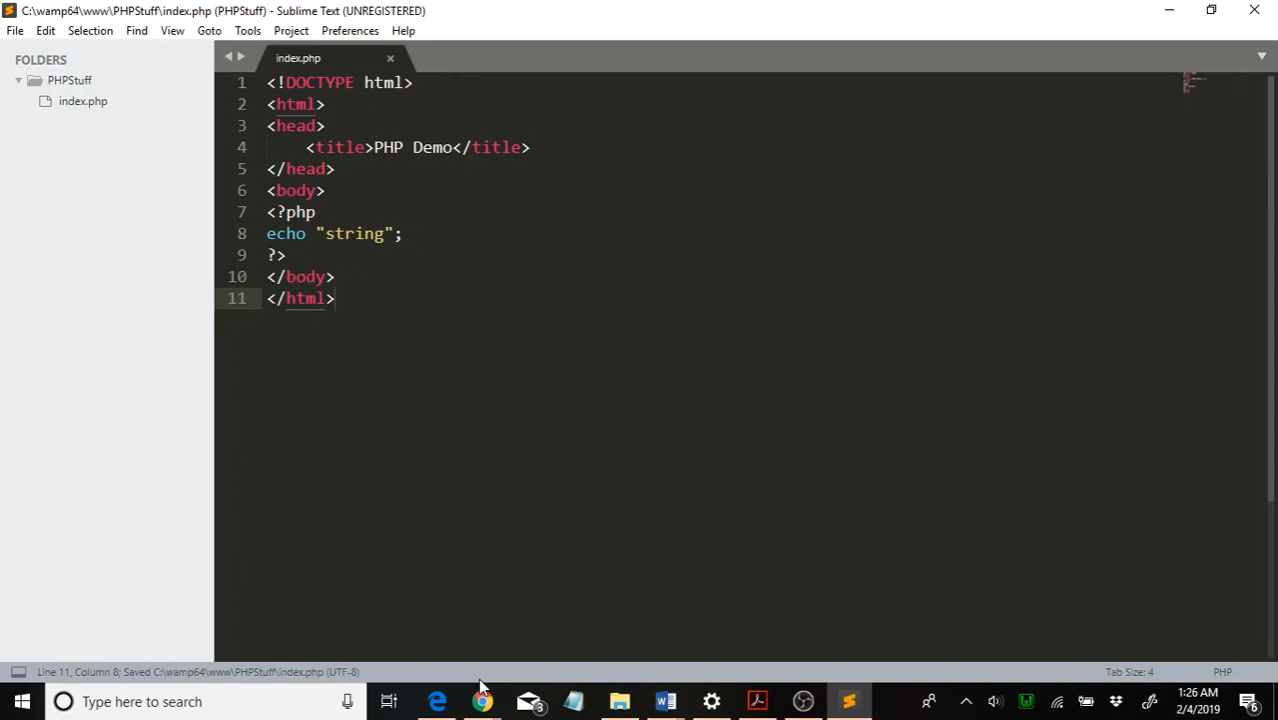 C:\wamp64\www\PHPStuff\index.php (PHPStuff) - Sublime Text (UNREGISTERED)
File Edit Selection Find View Goto Tools Project Preferences Help
FOLDERS
PHPStuff
index.php
index.php
1 <!DOCTYPE html>
2 <html>
3 <head>
4 <title>PHP Demo</title>
5 </head>
6 <body>
7 <?php
8 echo "string";
9 ?>
10 </body>
11 </html>
Line 11, Column 8; Saved C:\wamp64\www\PHPStuff\index.php (UTF-8) Tab Size: 4 PHP
Type here to search
3
1:26 AM
2/4/2019
6